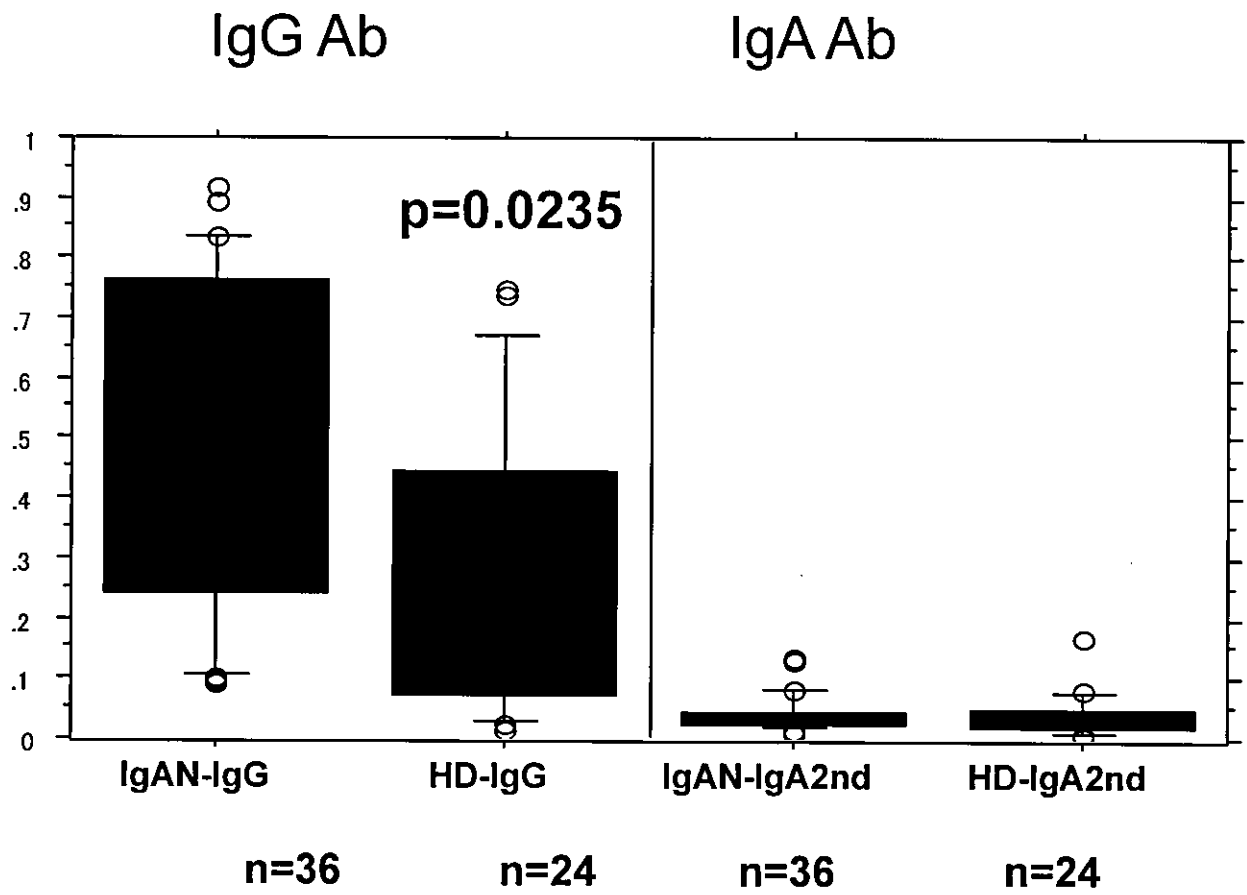 IgG Ab IgA Ab
1
.9
.8
.7
.6
.5
.4
.3
.2
.1
0
p=0.0235
IgAN-IgG HD-IgG IgAN-IgA2nd HD-IgA2nd
n=36 n=24 n=36 n=24